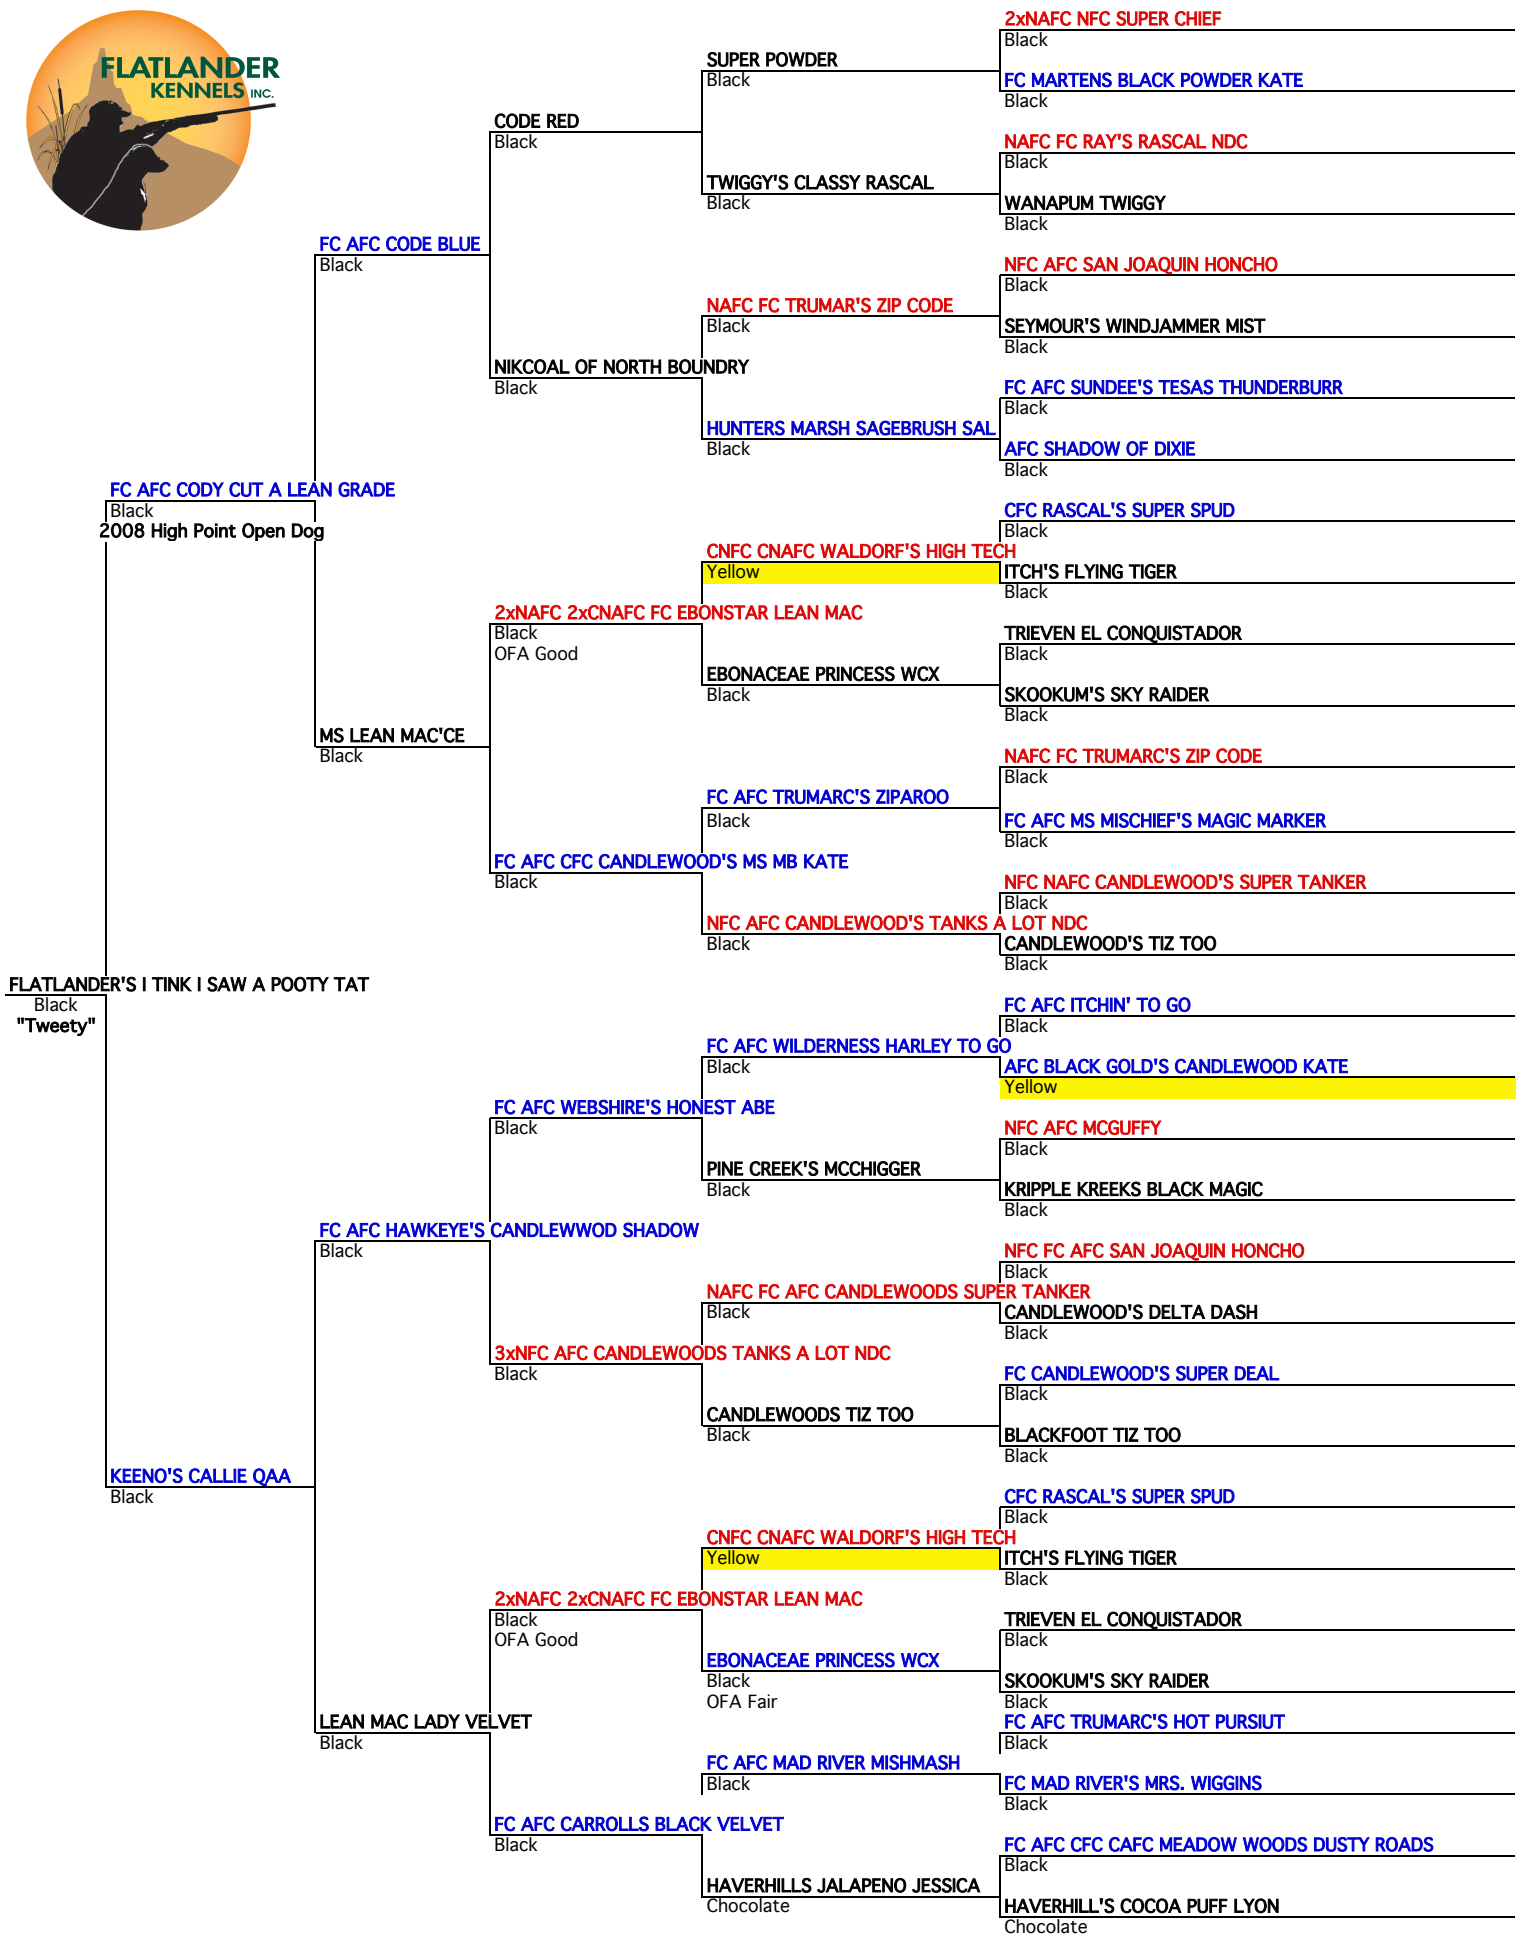 FLATLANDER
KENNELS INC.
2xNAFC NFC SUPER CHIEF
Black
SUPER POWDER
Black
FC MARTENS BLACK POWDER KATE
Black
CODE RED
Black
NAFC FC RAY'S RASCAL NDC
Black
TWIGGY'S CLASSY RASCAL
Black
WANAPUM TWIGGY
Black
FC AFC CODE BLUE
Black
NFC AFC SAN JOAQUIN HONCHO
Black
NAFC FC TRUMAR'S ZIP CODE
Black
SEYMOUR'S WINDJAMMER MIST
Black
NIKCOAL OF NORTH BOUNDRY
Black
FC AFC SUNDEE'S TESAS THUNDERBURR
Black
HUNTERS MARSH SAGEBRUSH SAL
Black
AFC SHADOW OF DIXIE
Black
FC AFC CODY CUT A LEAN GRADE
Black
2008 High Point Open Dog
CFC RASCAL'S SUPER SPUD
Black
CNFC CNAFC WALDORF'S HIGH TECH
Yellow
ITCH'S FLYING TIGER
Black
2xNAFC 2xCNAFC FC EBONSTAR LEAN MAC
Black
OFA Good
TRIEVEN EL CONQUISTADOR
Black
EBONACEAE PRINCESS WCX
Black
SKOOKUM'S SKY RAIDER
Black
MS LEAN MAC'CE
Black
NAFC FC TRUMARC'S ZIP CODE
Black
FC AFC TRUMARC'S ZIPAROO
Black
FC AFC MS MISCHIEF'S MAGIC MARKER
Black
FC AFC CFC CANDLEWOOD'S MS MB KATE
Black
NFC NAFC CANDLEWOOD'S SUPER TANKER
Black
NFC AFC CANDLEWOOD'S TANKS A LOT NDC
Black
CANDLEWOOD'S TIZ TOO
Black
FLATLANDER'S I TINK I SAW A POOTY TAT
Black
"Tweety"
FC AFC ITCHIN' TO GO
Black
FC AFC WILDERNESS HARLEY TO GO
Black
AFC BLACK GOLD'S CANDLEWOOD KATE
Yellow
FC AFC WEBSHIRE'S HONEST ABE
Black
NFC AFC MCGUFFY
Black
PINE CREEK'S MCCHIGGER
Black
KRIPPLE KREEKS BLACK MAGIC
Black
FC AFC HAWKEYE'S CANDLEWWOD SHADOW
Black
NFC FC AFC SAN JOAQUIN HONCHO
Black
NAFC FC AFC CANDLEWOODS SUPER TANKER
Black
CANDLEWOOD'S DELTA DASH
Black
3xNFC AFC CANDLEWOODS TANKS A LOT NDC
Black
FC CANDLEWOOD'S SUPER DEAL
Black
CANDLEWOODS TIZ TOO
Black
BLACKFOOT TIZ TOO
Black
KEENO'S CALLIE QAA
Black
CFC RASCAL'S SUPER SPUD
Black
CNFC CNAFC WALDORF'S HIGH TECH
Yellow
ITCH'S FLYING TIGER
Black
2xNAFC 2xCNAFC FC EBONSTAR LEAN MAC
Black
OFA Good
TRIEVEN EL CONQUISTADOR
Black
EBONACEAE PRINCESS WCX
Black
OFA Fair
SKOOKUM'S SKY RAIDER
Black
LEAN MAC LADY VELVET
Black
FC AFC TRUMARC'S HOT PURSIUT
Black
FC AFC MAD RIVER MISHMASH
Black
FC MAD RIVER'S MRS. WIGGINS
Black
FC AFC CARROLLS BLACK VELVET
Black
FC AFC CFC CAFC MEADOW WOODS DUSTY ROADS
Black
HAVERHILLS JALAPENO JESSICA
Chocolate
HAVERHILL'S COCOA PUFF LYON
Chocolate